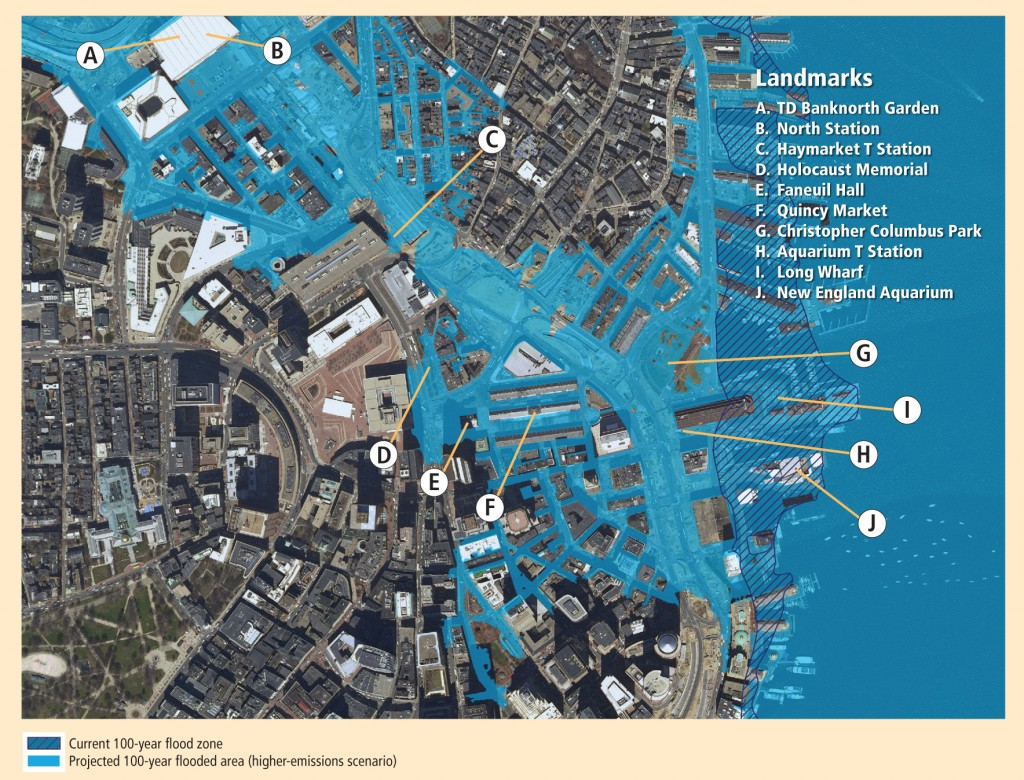 A
B
C
Landmarks
A. TD Banknorth Garden
B. North Station
C. Haymarket T Station
D. Holocaust Memorial
E. Faneuil Hall
F. Quincy Market
G. Christopher Columbus Park
H. Aquarium T Station
I. Long Wharf
J. New England Aquarium
G
I
D
H
E
F
J
Current 100-year flood zone
Projected 100-year flooded area (higher-emissions scenario)